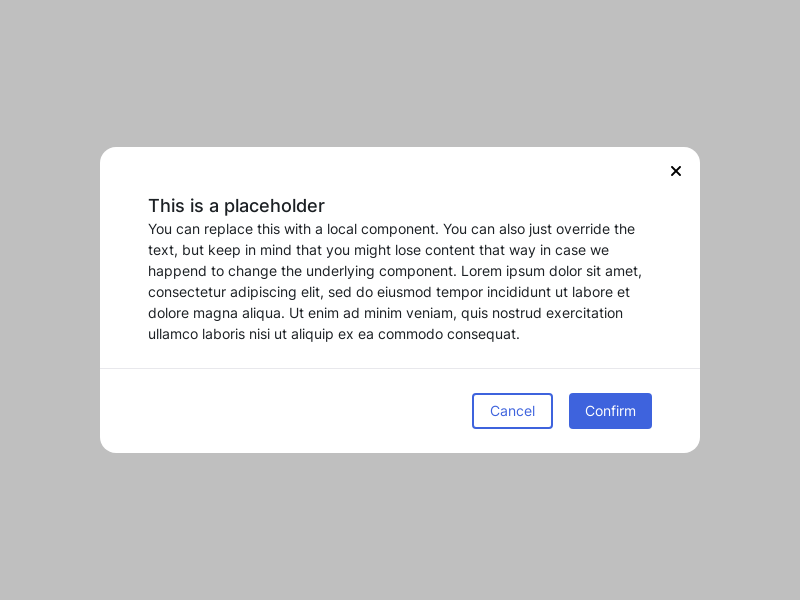 This is a placeholder
You can replace this with a local component. You can also just override the
text, but keep in mind that you might lose content that way in case we
happend to change the underlying component. Lorem ipsum dolor sit amet,
consectetur adipiscing elit, sed do eiusmod tempor incididunt ut labore et
dolore magna aliqua. Ut enim ad minim veniam, quis nostrud exercitation
ullamco laboris nisi ut aliquip ex ea commodo consequat.
Cancel
Confirm